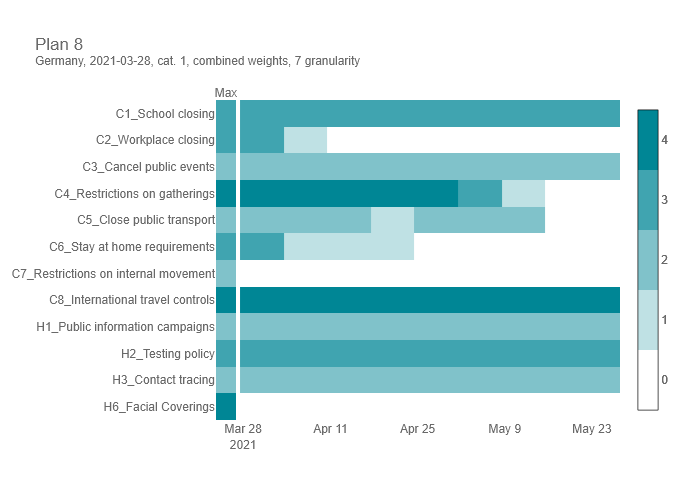 Plan 8
Germany, 2021-03-28, cat. 1, combined weights, 7 granularity
Max
C1_School closing
C2_Workplace closing
C3_Cancel public events
C4_Restrictions on gatherings
C5_Close public transport
C6_Stay at home requirements
C7_Restrictions on internal movement
C8_International travel controls
H1_Public information campaigns
H2_Testing policy
H3_Contact tracing
H6_Facial Coverings
Mar 28 Apr 11 Apr 25 May 9 May 23
2021
4
3
2
1
0